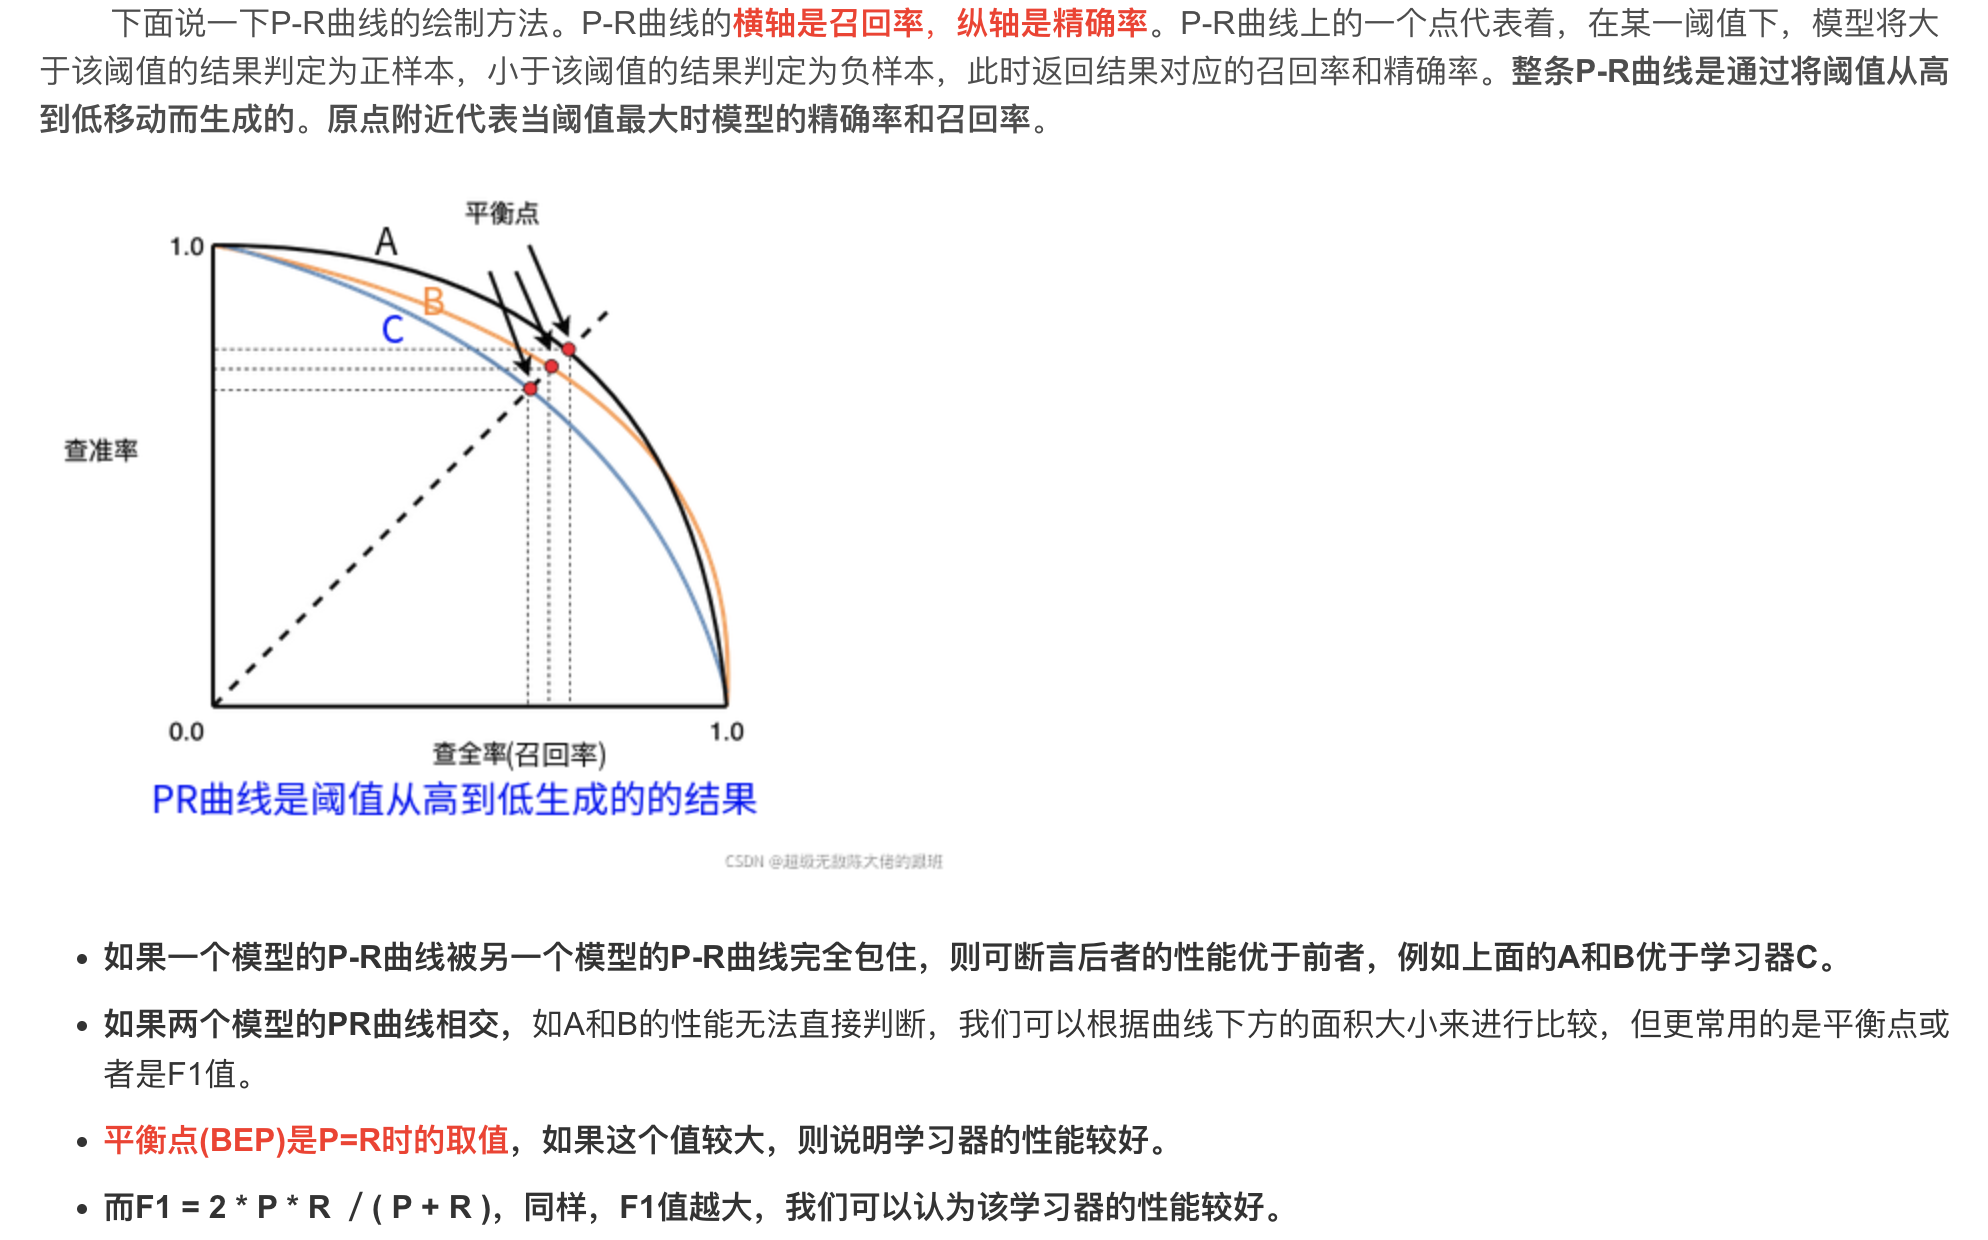 下面说一下P-R曲线的绘制方法。P-R曲线的横轴是召回率，纵轴是精确率。P-R曲线上的一个点代表着，在某一阈值下，模型将大
于该阈值的结果判定为正样本，小于该阈值的结果判定为负样本，此时返回结果对应的召回率和精确率。整条P-R曲线是通过将阈值从高
到低移动而生成的。原点附近代表当阈值最大时模型的精确率和召回率。
平衡点
1.0
A
B
C
查准率
0.0
1.0
查全率(召回率)
PR曲线是阈值从高到低生成的的结果
CSDN @超级无敌陈大佬的跟班
如果一个模型的P-R曲线被另一个模型的P-R曲线完全包住，则可断言后者的性能优于前者，例如上面的A和B优于学习器C。
如果两个模型的PR曲线相交，如A和B的性能无法直接判断，我们可以根据曲线下方的面积大小来进行比较，但更常用的是平衡点或
者是F1值。
平衡点(BEP)是P=R时的取值，如果这个值较大，则说明学习器的性能较好。
而F1 = 2 * P * R ／( P + R )，同样，F1值越大，我们可以认为该学习器的性能较好。